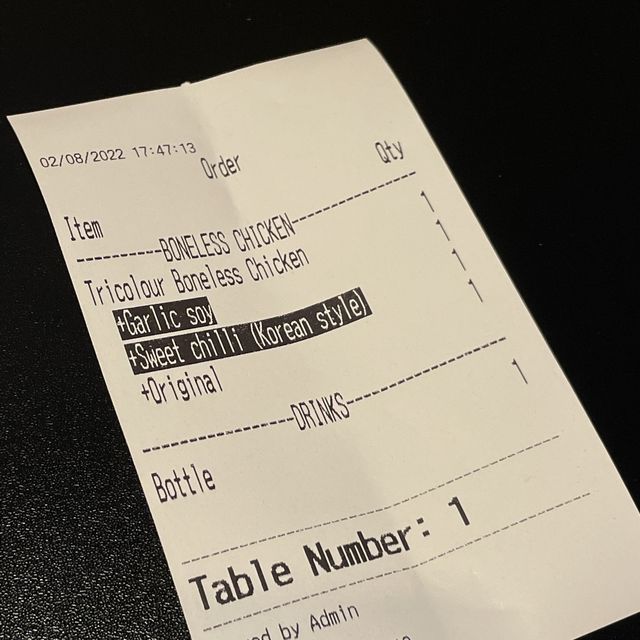 02/08/2022 17:47:13
Order
Item Qty
----------BONELESS CHICKEN--------------
Tricolour Boneless Chicken 1
+Garlic soy 1
+Sweet chilli (Korean style) 1
+Original 1
-----------------DRINKS------------------
Bottle 1
Table Number: 1
by Admin